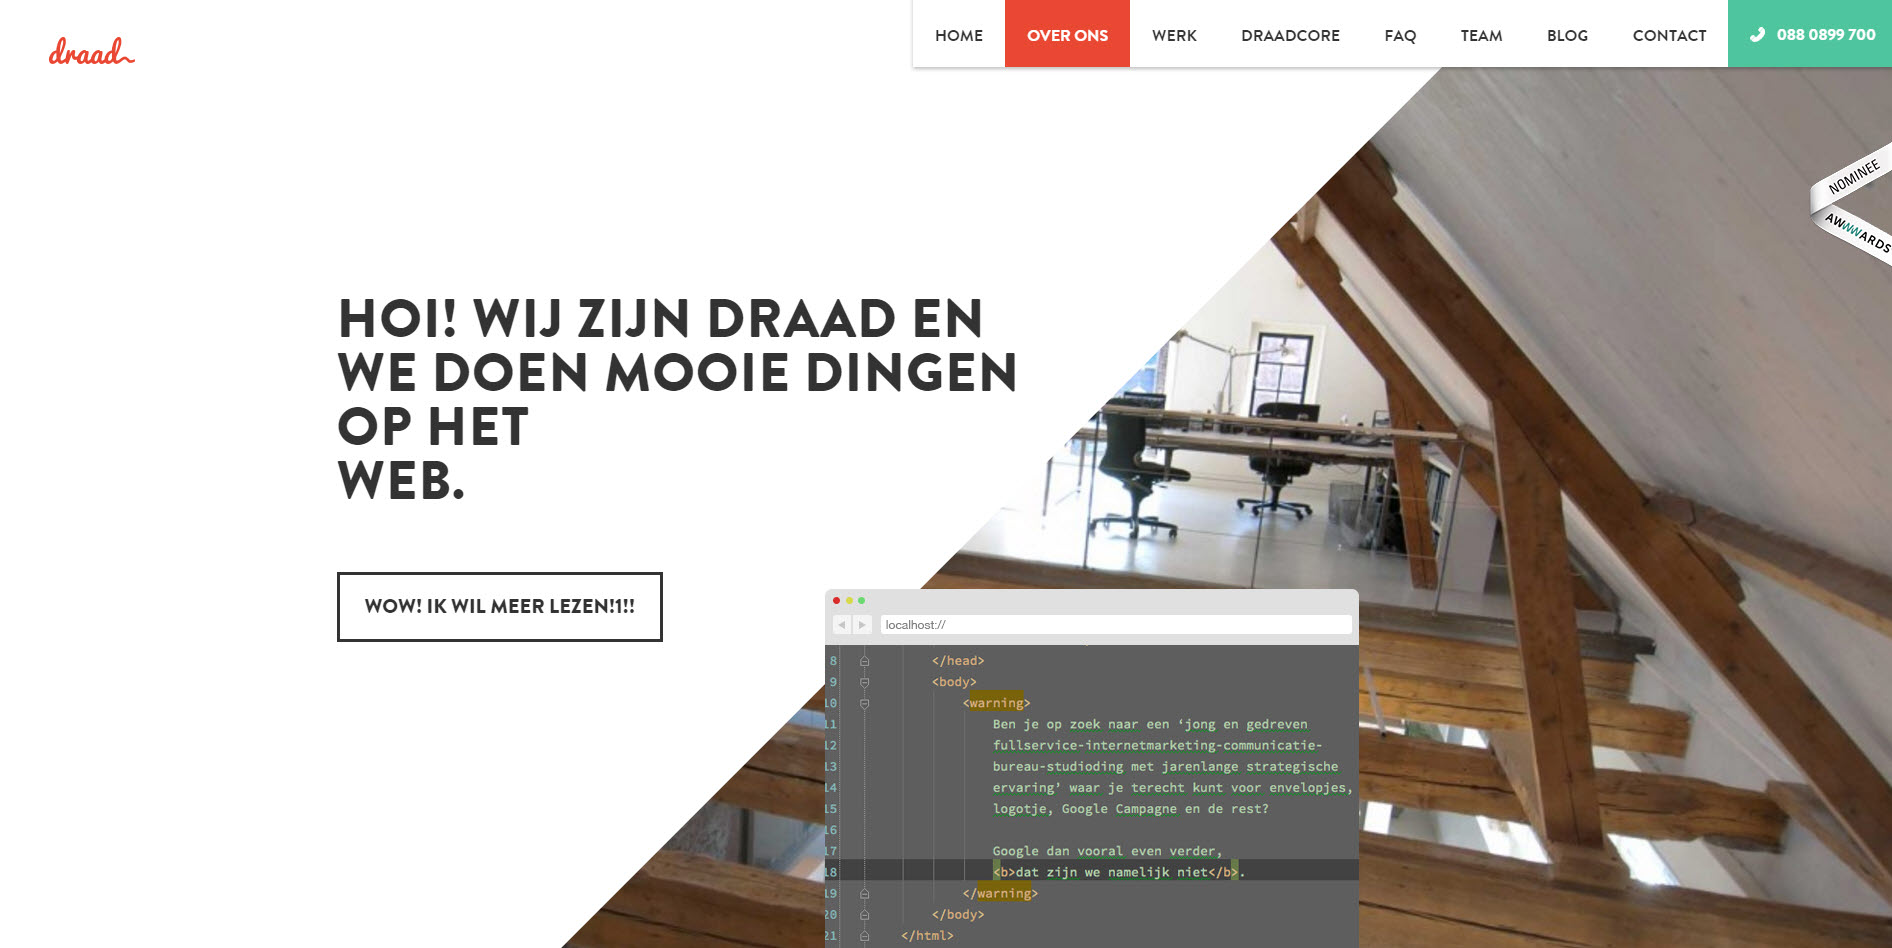 draad
HOME OVER ONS WERK DRAADCORE FAQ TEAM BLOG CONTACT 088 0899 700
NOMINEE
AWWWARDS
HOI! WIJ ZIJN DRAAD EN
WE DOEN MOOIE DINGEN
OP HET
WEB.
WOW! IK WIL MEER LEZEN!1!!
localhost://
8 </head>
9 <body>
10 <warning>
11 Ben je op zoek naar een ‘jong en gedreven
12 fullservice-internetmarketing-communicatie-
13 bureau-studioding met jarenlange strategische
14 ervaring’ waar je terecht kunt voor envelopjes,
15 logotje, Google Campagne en de rest?
16
17 Google dan vooral even verder,
18 <b>dat zijn we namelijk niet</b>.
19 </warning>
20 </body>
21 </html>